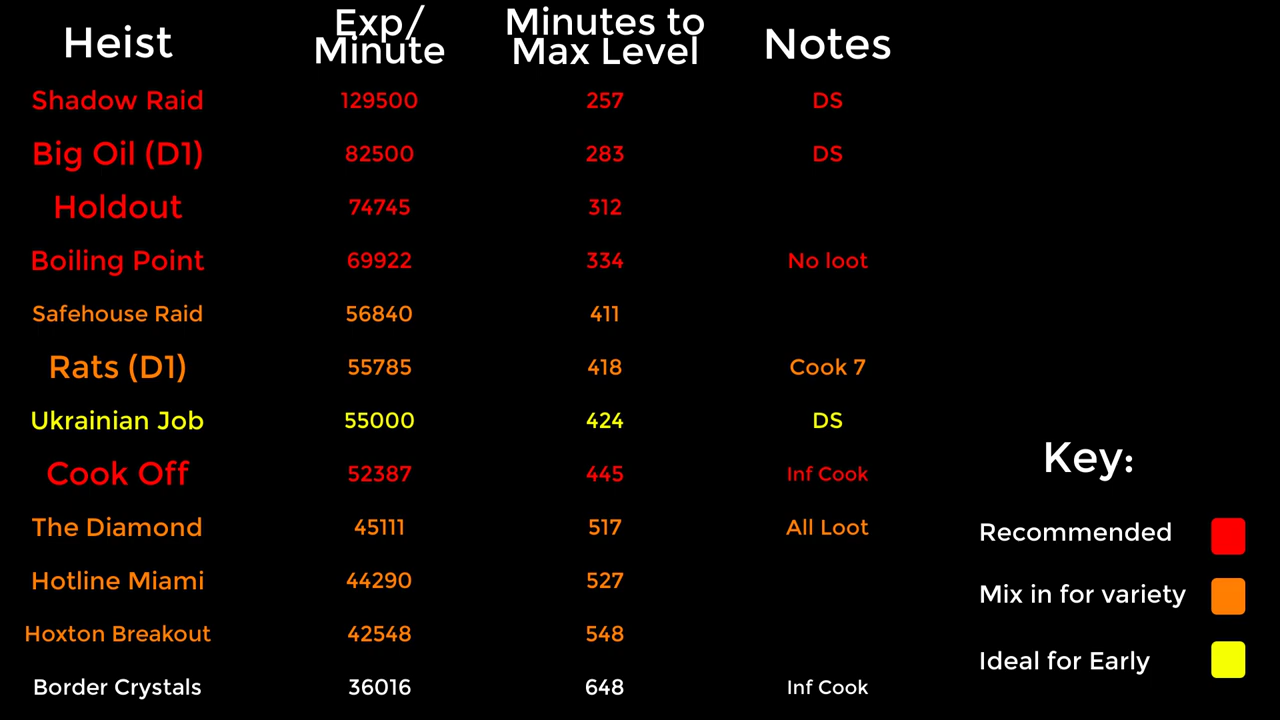 Heist Exp/ Minute Minutes to Max Level Notes
Shadow Raid 129500 257 DS
Big Oil (D1) 82500 283 DS
Holdout 74745 312
Boiling Point 69922 334 No loot
Safehouse Raid 56840 411
Rats (D1) 55785 418 Cook 7
Ukrainian Job 55000 424 DS
Cook Off 52387 445 Inf Cook
The Diamond 45111 517 All Loot
Hotline Miami 44290 527
Hoxton Breakout 42548 548
Border Crystals 36016 648 Inf Cook
Key:
Recommended
Mix in for variety
Ideal for Early